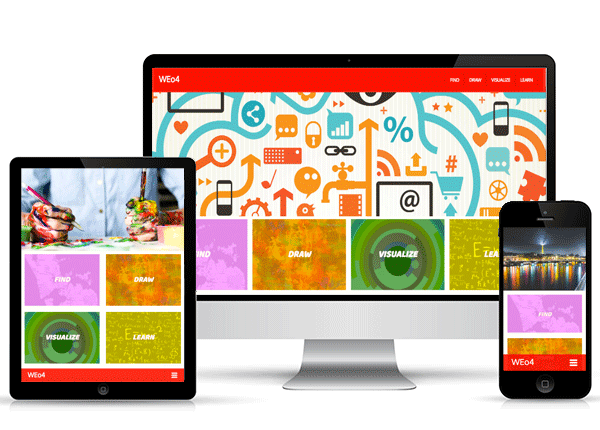 WEo4
FIND DRAW VISUALIZE LEARN
%
#
@
FIND DRAW VISUALIZE LEA
FIND DRAW
VISUALIZE LEARN
WEo4
FIND
WEo4